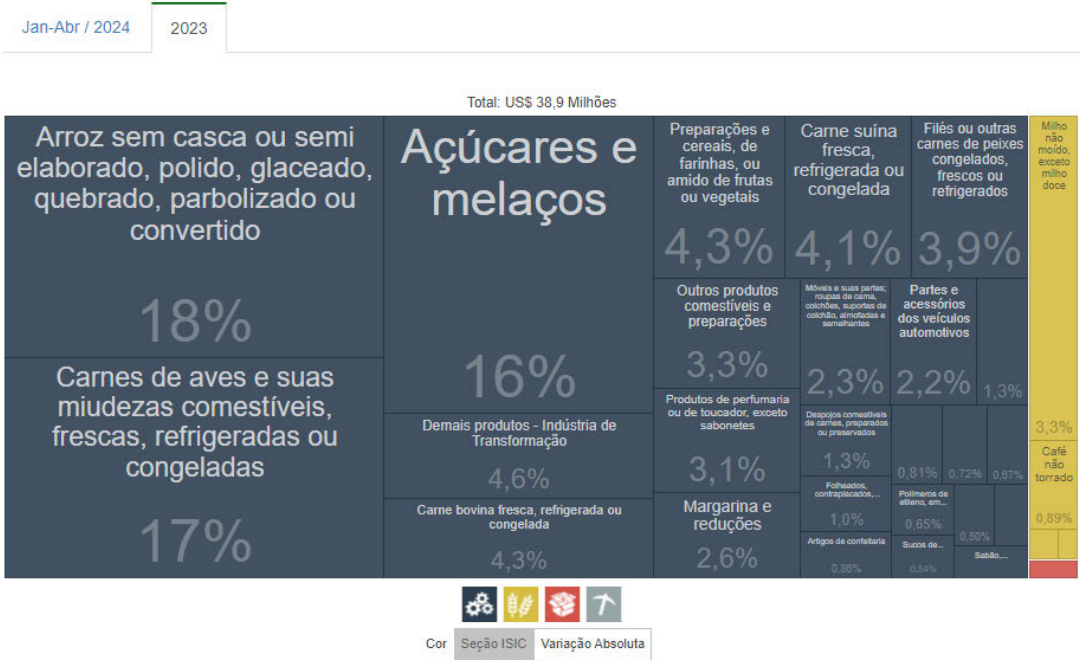 Jan-Abr / 2024
2023
Total: US$ 38,9 Milhões
Arroz sem casca ou semi
elaborado, polido, glaceado,
quebrado, parbolizado ou
convertido
18%
Carnes de aves e suas
miudezas comestíveis,
frescas, refrigeradas ou
congeladas
17%
Açúcares e
melaços
16%
Demais produtos - Indústria de
Transformação
4,6%
Carne bovina fresca, refrigerada ou
congelada
4,3%
Preparações e
cereais, de
farinhas, ou
amido de frutas
ou vegetais
4,3%
Carne suína
fresca,
refrigerada ou
congelada
4,1%
Filés ou outras
carnes de peixes
congelados,
frescos ou
refrigerados
3,9%
Outros produtos
comestíveis e
preparações
3,3%
Produtos de perfumaria
ou de toucador, exceto
sabonetes
3,1%
Margarina e
reduções
2,6%
Móveis e suas partes;
roupas de cama,
colchões, suportes de
colchão, almofadas e
semelhantes
2,3%
Partes e
acessórios
dos veículos
automotivos
2,2%
1,3%
Despojos comestíveis
de carnes, preparados
ou preservados
1,3%
Folheados,
contraplacados,...
1,0%
Artigos de confeitaria
0,86%
0,81%
0,72%
0,67%
Polímeros de
etileno, em...
0,65%
Sucos de...
0,54%
0,50%
Sabão,...
Milho
não
moído,
exceto
milho
doce
3,3%
Café
não
torrado
0,89%
Cor
Seção ISIC
Variação Absoluta